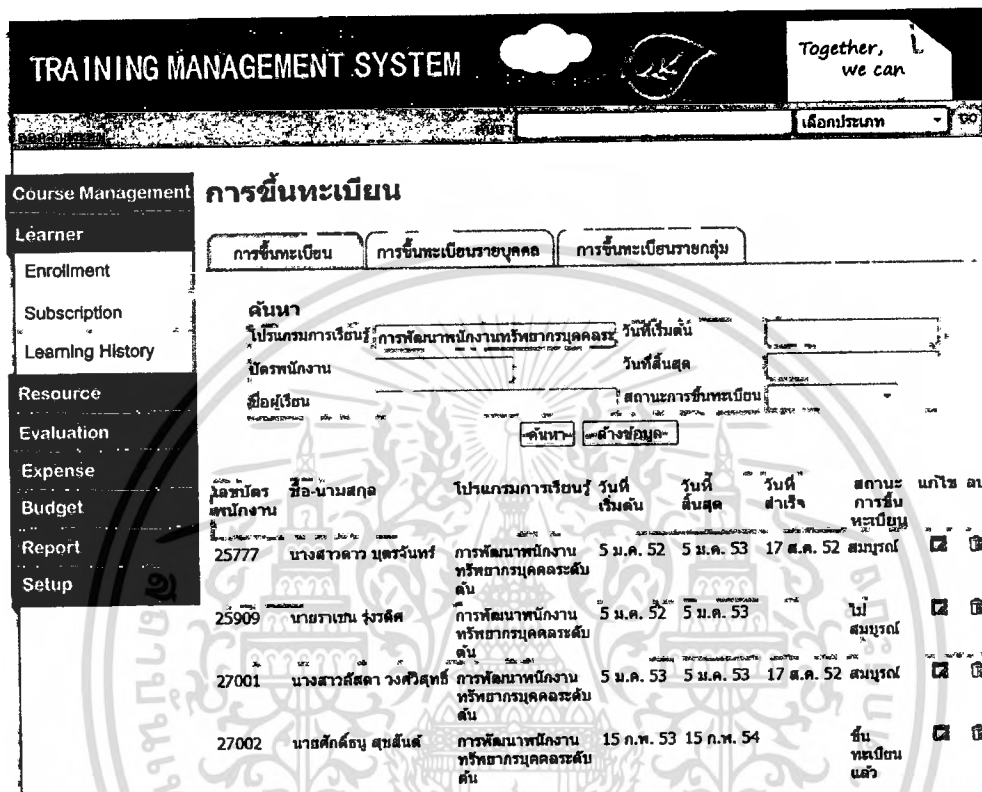 TRAINING MANAGEMENT SYSTEM
Together,
we can
ค้นหา เลือกประเภท GO
Course Management
Learner
Enrollment
Subscription
Learning History
Resource
Evaluation
Expense
Budget
Report
Setup
การขึ้นทะเบียน
การขึ้นทะเบียน การขึ้นทะเบียนรายบุคคล การขึ้นทะเบียนรายกลุ่ม
ค้นหา
โปรแกรมการเรียนรู้ การพัฒนาพนักงานทรัพยากรบุคคลระ วันที่เริ่มต้น
บัตรพนักงาน วันที่สิ้นสุด
ชื่อผู้เรียน สถานะการขึ้นทะเบียน
ค้นหา ล้างข้อมูล
เลขบัตร ชื่อ-นามสกุล โปรแกรมการเรียนรู้ วันที่ วันที่ วันที่ สถานะ แก้ไข ลบ
พนักงาน เริ่มต้น สิ้นสุด สำเร็จ การขึ้น
ทะเบียน
25777 นางสาวดาว บุตรจันทร์ การพัฒนาพนักงาน 5 ม.ค. 52 5 ม.ค. 53 17 ส.ค. 52 สมบูรณ์
ทรัพยากรบุคคลระดับ
ต้น
25909 นายราเชน รุ่งรดิศ การพัฒนาพนักงาน 5 ม.ค. 52 5 ม.ค. 53 ไม่
ทรัพยากรบุคคลระดับ สมบูรณ์
ต้น
27001 นางสาวลัสดา วงศ์วิสุทธิ์ การพัฒนาพนักงาน 5 ม.ค. 53 5 ม.ค. 53 17 ส.ค. 52 สมบูรณ์
ทรัพยากรบุคคลระดับ
ต้น
27002 นายศักดิ์ธนู สุขสันต์ การพัฒนาพนักงาน 15 ก.พ. 53 15 ก.พ. 54 ขึ้น
ทรัพยากรบุคคลระดับ ทะเบียน
ต้น แล้ว